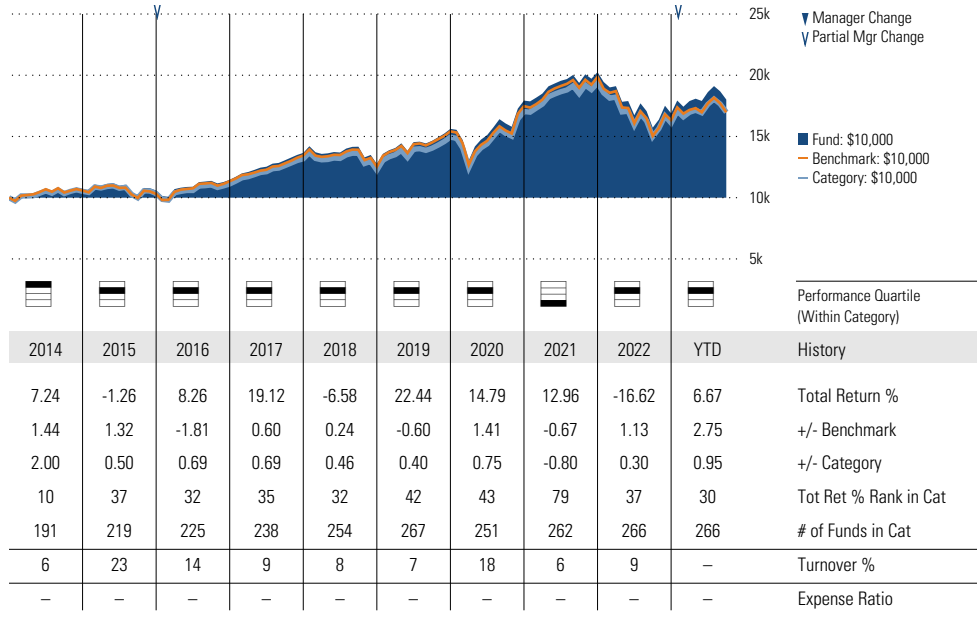 25k
Manager Change
Partial Mgr Change
20k
15k
Fund: $10,000
Benchmark: $10,000
Category: $10,000
10k
5k
Performance Quartile
(Within Category)
2014 2015 2016 2017 2018 2019 2020 2021 2022 YTD History
7.24 -1.26 8.26 19.12 -6.58 22.44 14.79 12.96 -16.62 6.67 Total Return %
1.44 1.32 -1.81 0.60 0.24 -0.60 1.41 -0.67 1.13 2.75 +/- Benchmark
2.00 0.50 0.69 0.69 0.46 0.40 0.75 -0.80 0.30 0.95 +/- Category
10 37 32 35 32 42 43 79 37 30 Tot Ret % Rank in Cat
191 219 225 238 254 267 251 262 266 266 # of Funds in Cat
6 23 14 9 8 7 18 6 9 – Turnover %
– – – – – – – – – – Expense Ratio